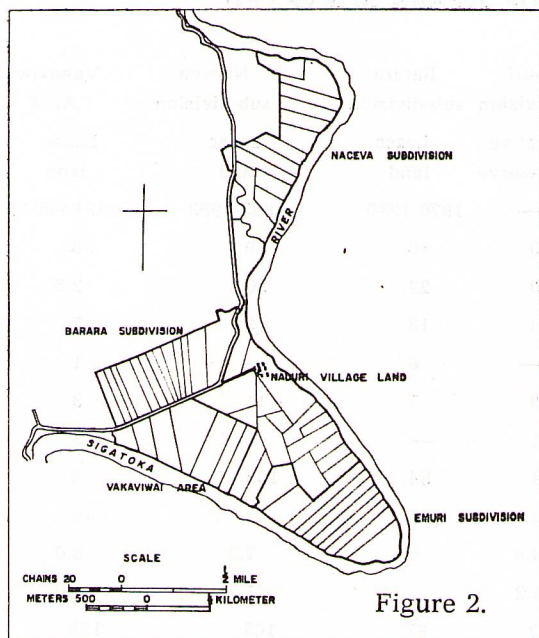 NACEVA SUBDIVISION
RIVER
BARARA SUBDIVISION
NADURI VILLAGE LAND
SIGATOKA
VAKAVIWAI AREA
EMURI SUBDIVISION
SCALE
CHAINS 20 0 ½ MILE
METERS 500 0 ½ KILOMETER
Figure 2.